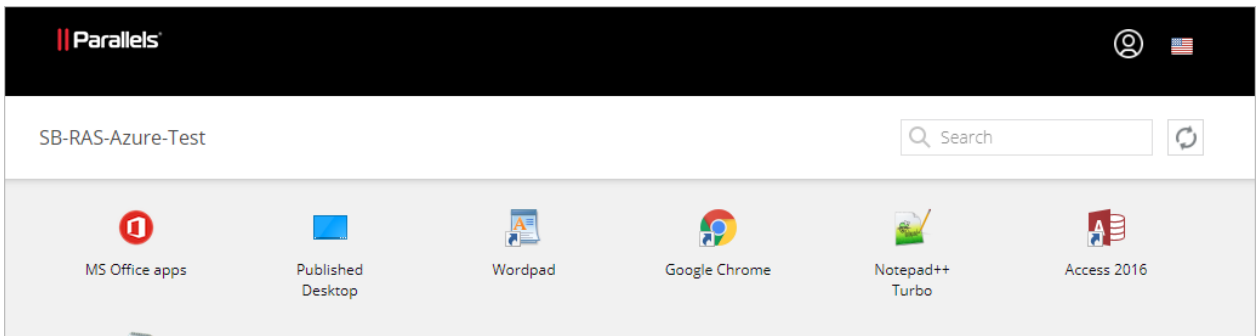 Parallels®
SB-RAS-Azure-Test
Search
MS Office apps
Published
Desktop
Wordpad
Google Chrome
Notepad++
Turbo
Access 2016